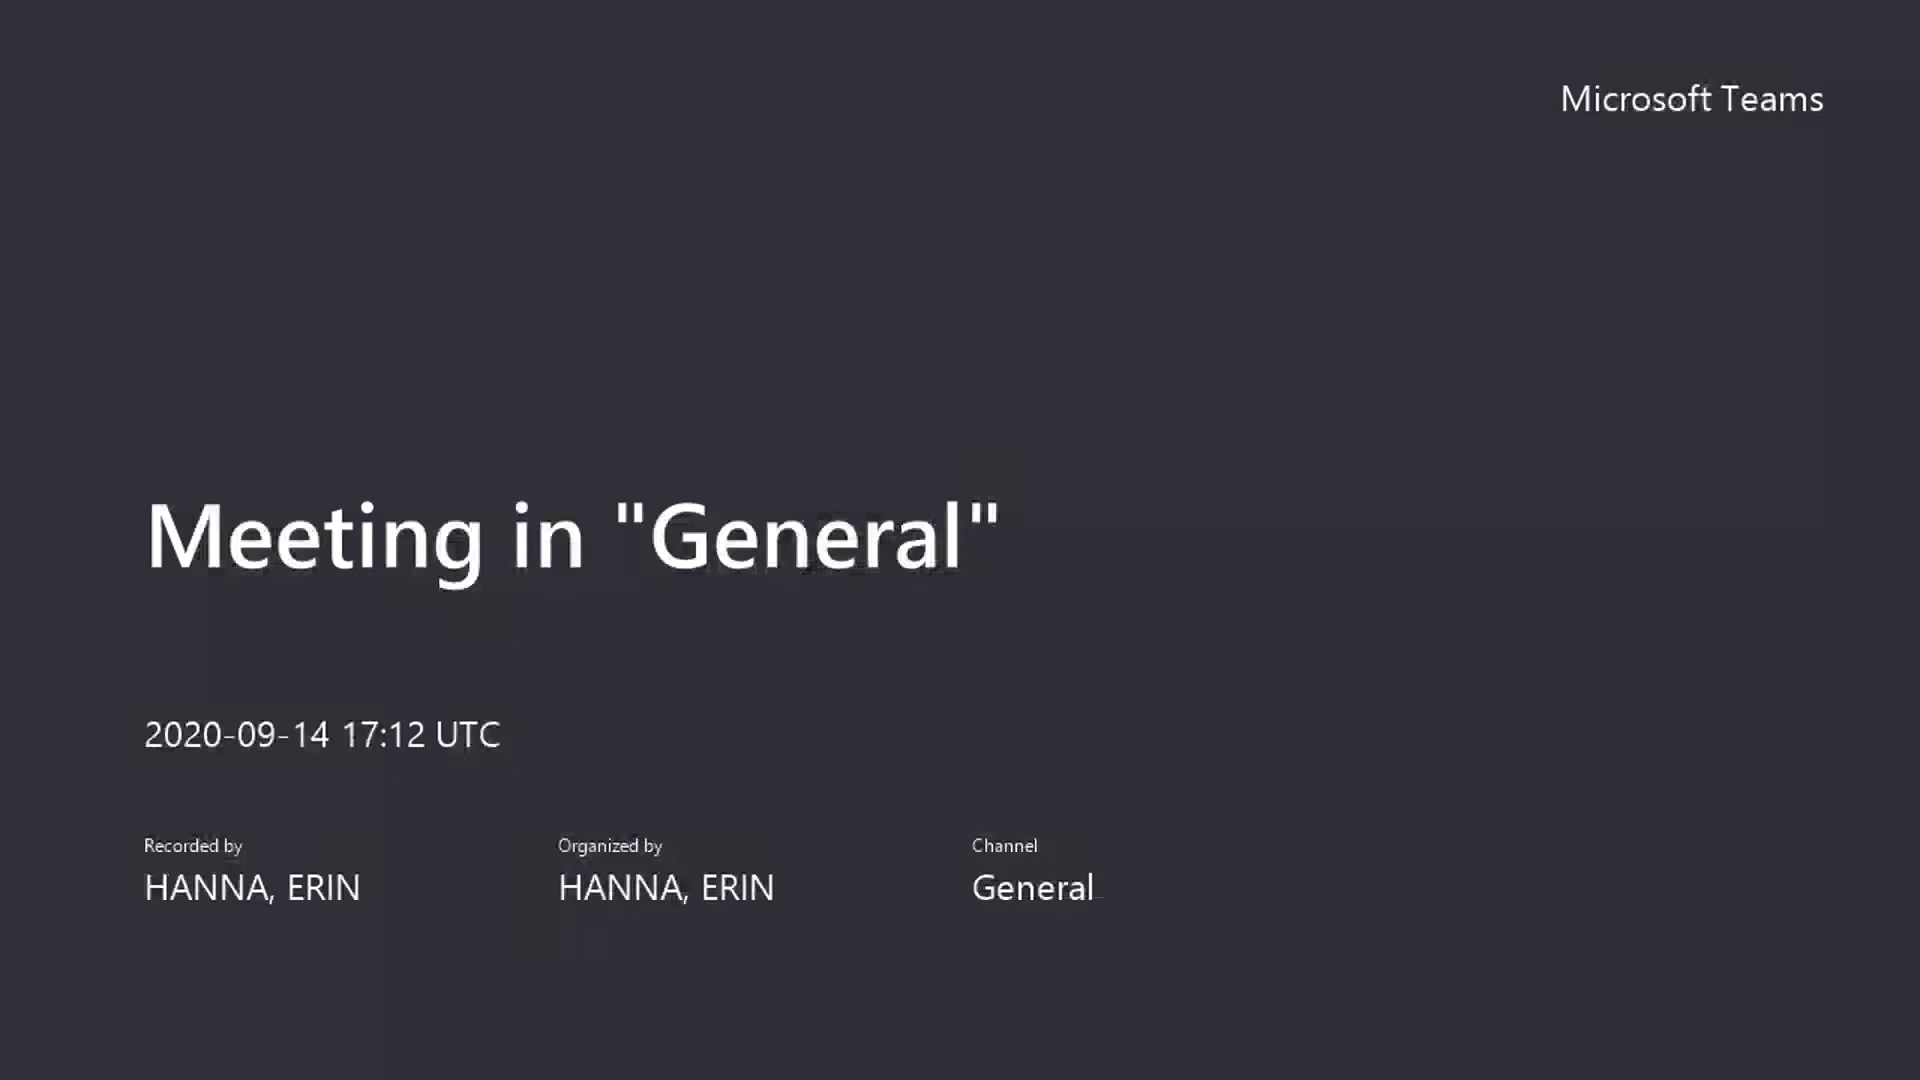 Microsoft Teams
Meeting in "General"
2020-09-14 17:12 UTC
Recorded by
HANNA, ERIN
Organized by
HANNA, ERIN
Channel
General